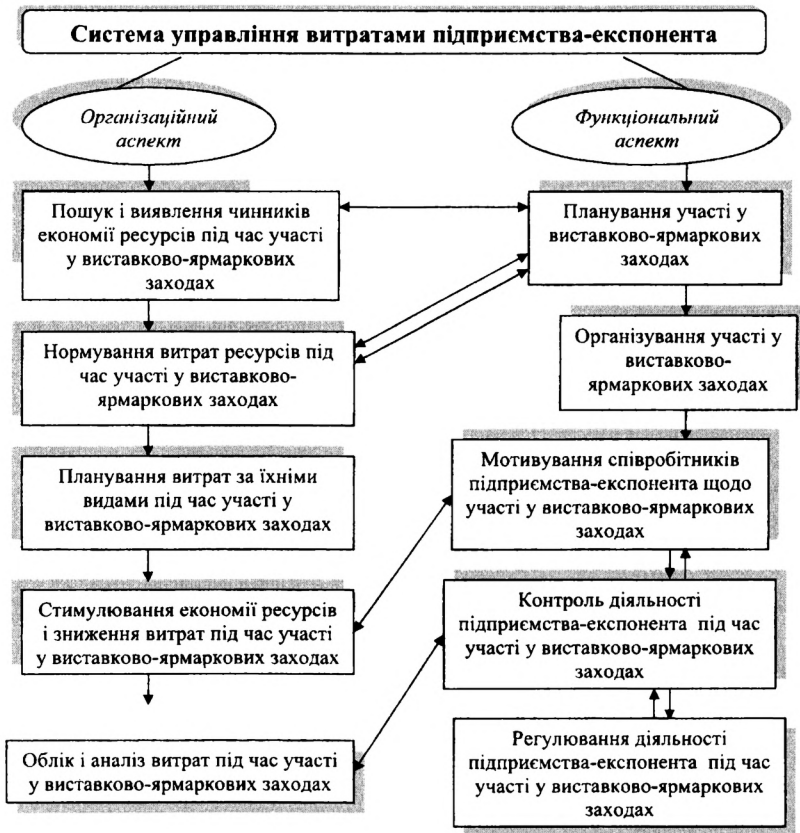 Система управління витратами підприємства-експонента
Організаційний
аспект
Функціональний
аспект
Пошук і виявлення чинників
економії ресурсів під час участі
у виставково-ярмаркових
заходах
Планування участі у
виставково-ярмаркових
заходах
Нормування витрат ресурсів під
час участі у виставково-
ярмаркових заходах
Організування участі у
виставково-
ярмаркових заходах
Планування витрат за їхніми
видами під час участі у
виставково-ярмаркових заходах
Мотивування співробітників
підприємства-експонента щодо
участі у виставково-ярмаркових
заходах
Стимулювання економії ресурсів
і зниження витрат під час участі
у виставково-ярмаркових заходах
Контроль діяльності
підприємства-експонента під час
участі у виставково-ярмаркових
заходах
Облік і аналіз витрат під час участі
у виставково-ярмаркових заходах
Регулювання діяльності
підприємства-експонента під час
участі у виставково-ярмаркових
заходах